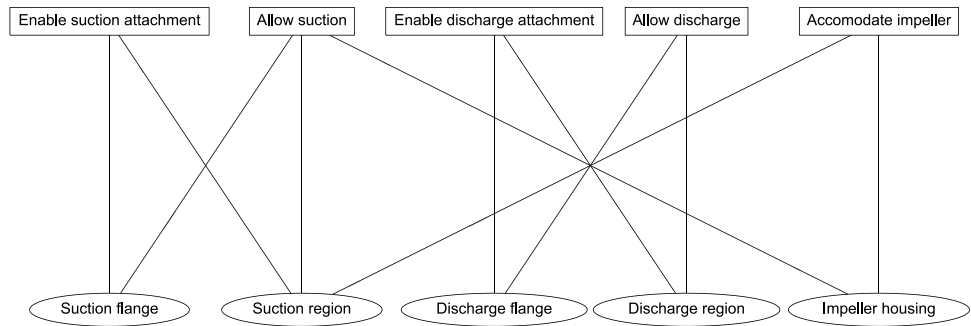 Enable suction attachment
Allow suction
Enable discharge attachment
Allow discharge
Accomodate impeller
Suction flange
Suction region
Discharge flange
Discharge region
Impeller housing